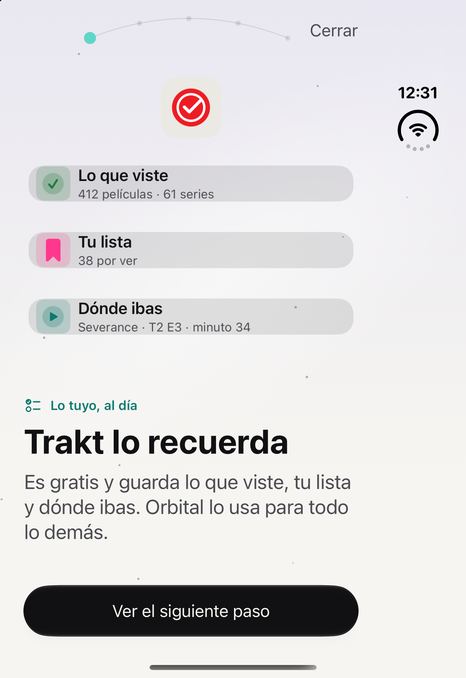 Cerrar
12:31
Lo que viste
412 películas · 61 series
Tu lista
38 por ver
Dónde ibas
Severance · T2 E3 · minuto 34
Lo tuyo, al día
Trakt lo recuerda
Es gratis y guarda lo que viste, tu lista
y dónde ibas. Orbital lo usa para todo
lo demás.
Ver el siguiente paso